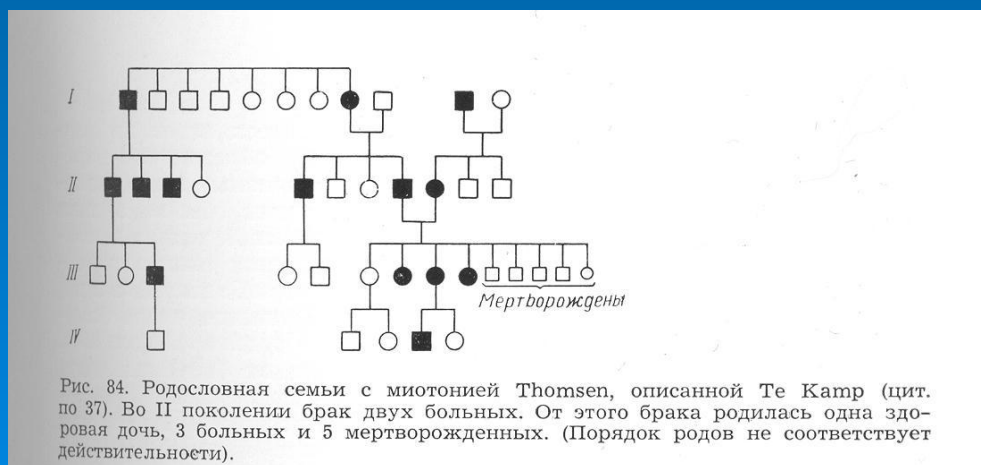 I
II
III
Мертворождены
IV
Рис. 84. Родословная семьи с миотонией Thomsen, описанной Te Kamp (цит.
по 37). Во II поколении брак двух больных. От этого брака родилась одна здо-
ровая дочь, 3 больных и 5 мертворожденных. (Порядок родов не соответствует
действительности).